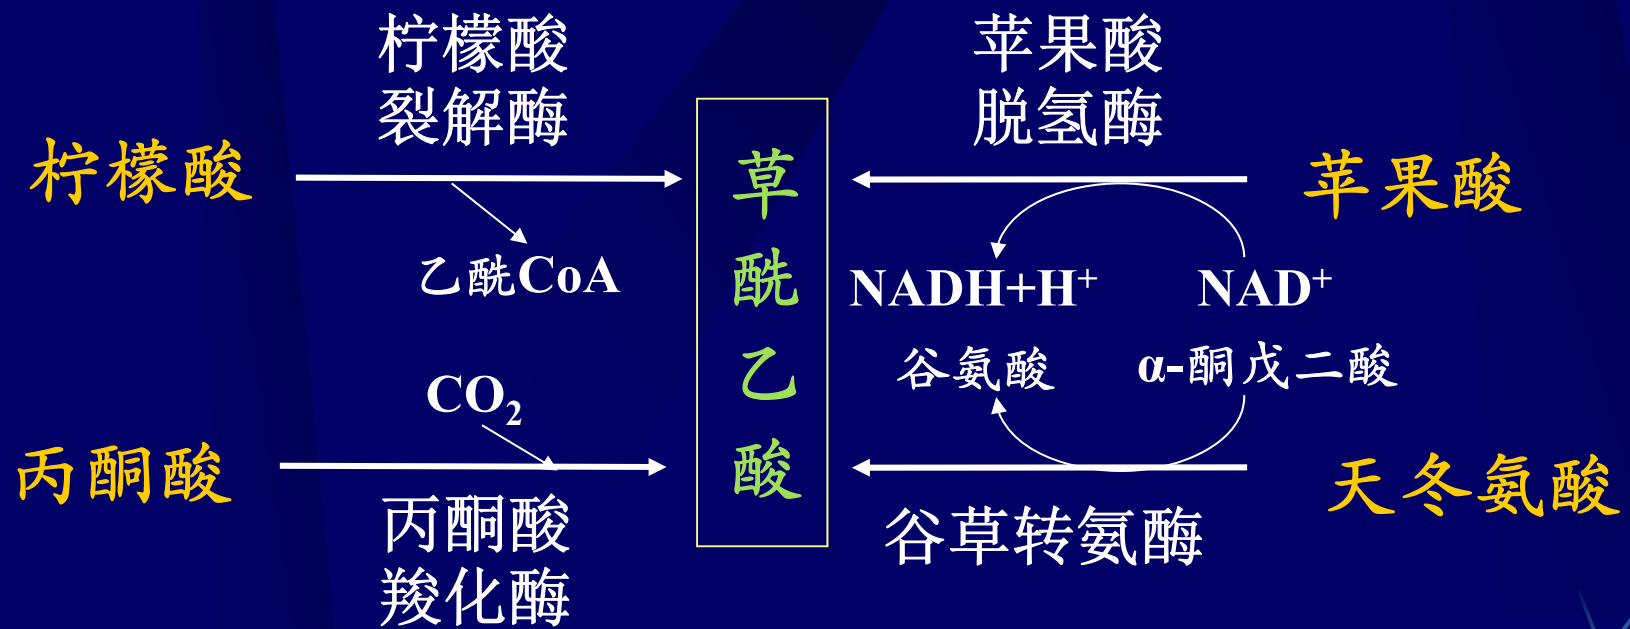 柠檬酸
裂解酶
苹果酸
脱氢酶
柠檬酸
草酰乙酸
苹果酸
乙酰CoA
NADH+H⁺
NAD⁺
谷氨酸
α-酮戊二酸
CO₂
丙酮酸
天冬氨酸
丙酮酸
羧化酶
谷草转氨酶